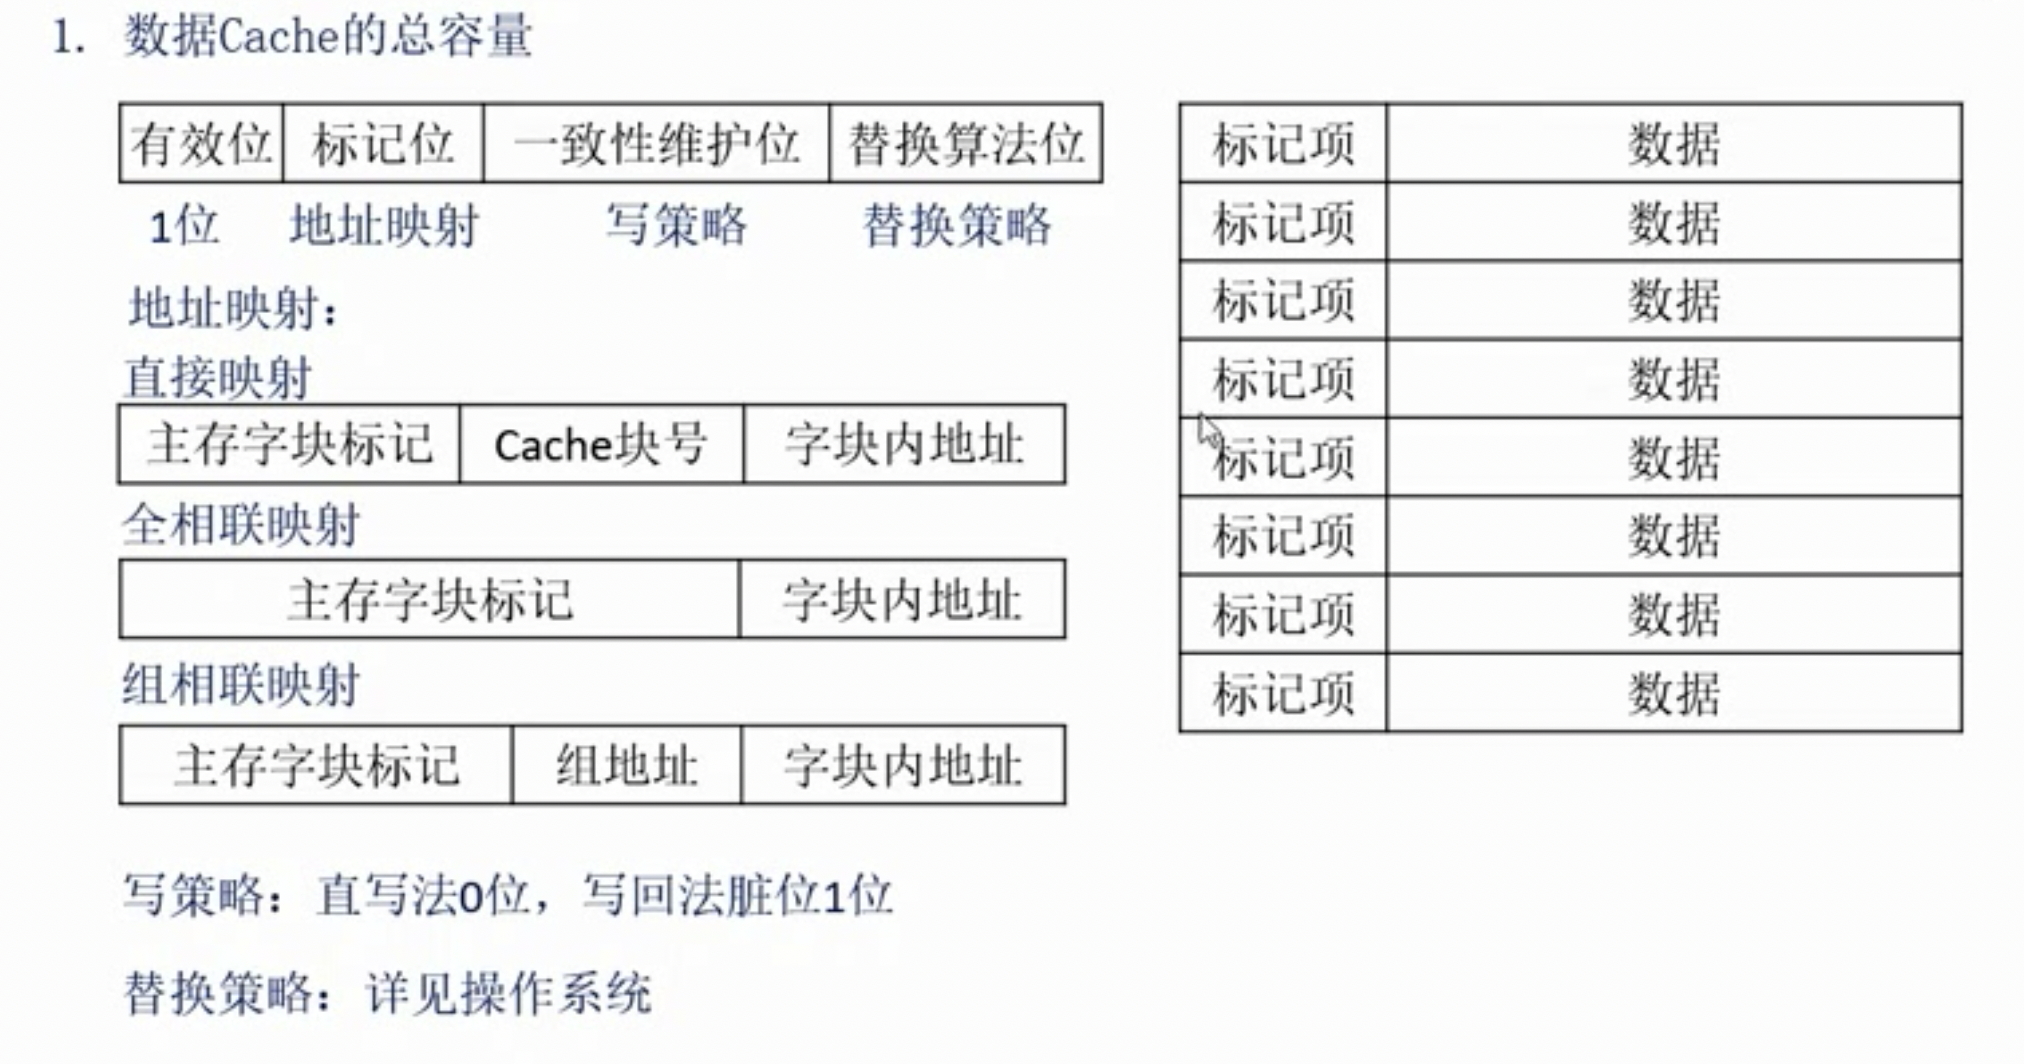 1. 数据Cache的总容量
有效位 标记位 一致性维护位 替换算法位
1位 地址映射 写策略 替换策略
地址映射：
直接映射
主存字块标记 Cache块号 字块内地址
全相联映射
主存字块标记 字块内地址
组相联映射
主存字块标记 组地址 字块内地址
写策略：直写法0位，写回法脏位1位
替换策略：详见操作系统
标记项 数据
标记项 数据
标记项 数据
标记项 数据
标记项 数据
标记项 数据
标记项 数据
标记项 数据